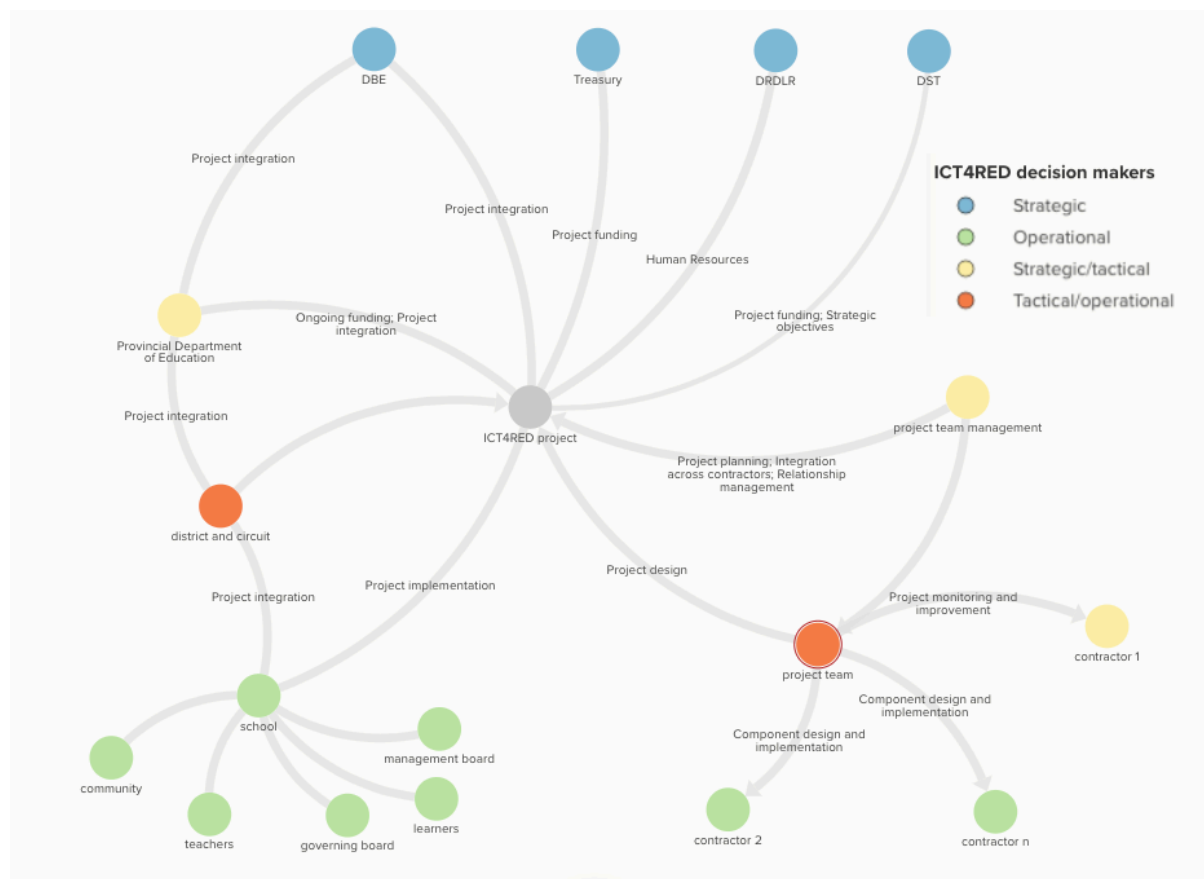 DBE
Treasury
DRDLR
DST
Project integration
ICT4RED decision makers
Strategic
Operational
Strategic/tactical
Tactical/operational
Project integration
Project funding
Human Resources
Ongoing funding; Project
integration
Project funding; Strategic
objectives
Provincial Department
of Education
Project integration
ICT4RED project
project team management
Project planning; Integration
across contractors; Relationship
management
district and circuit
Project integration
Project implementation
Project design
Project monitoring and
improvement
contractor 1
project team
school
Component design and
implementation
Component design and
implementation
management board
community
teachers
governing board
learners
contractor 2
contractor n